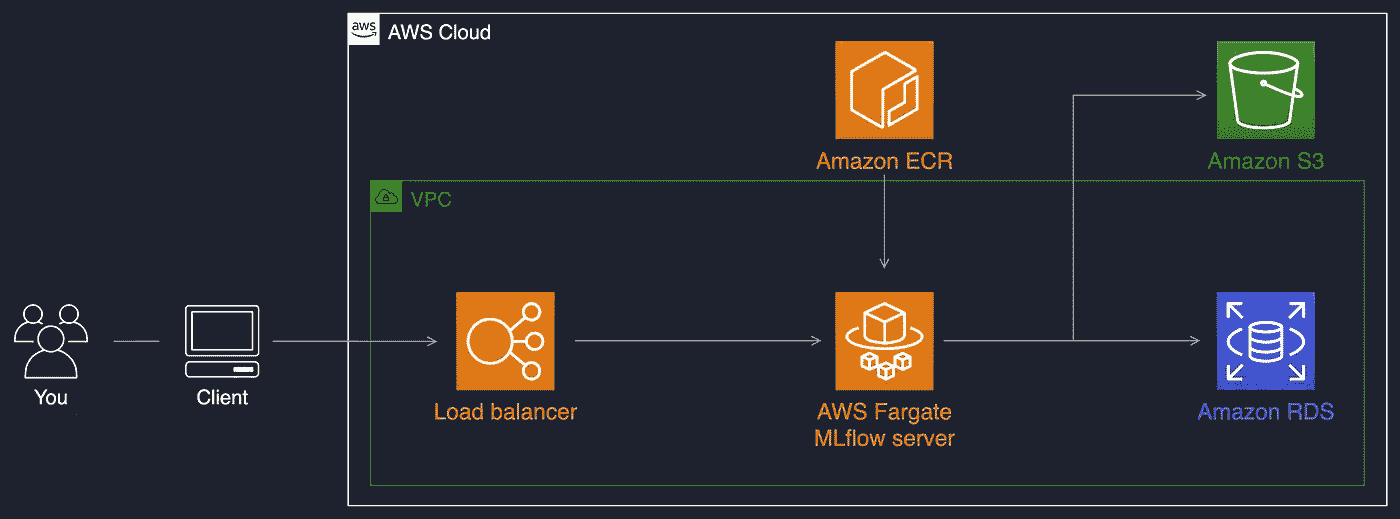 aws
AWS Cloud
Amazon ECR
Amazon S3
VPC
You
Client
Load balancer
AWS Fargate
MLflow server
Amazon RDS